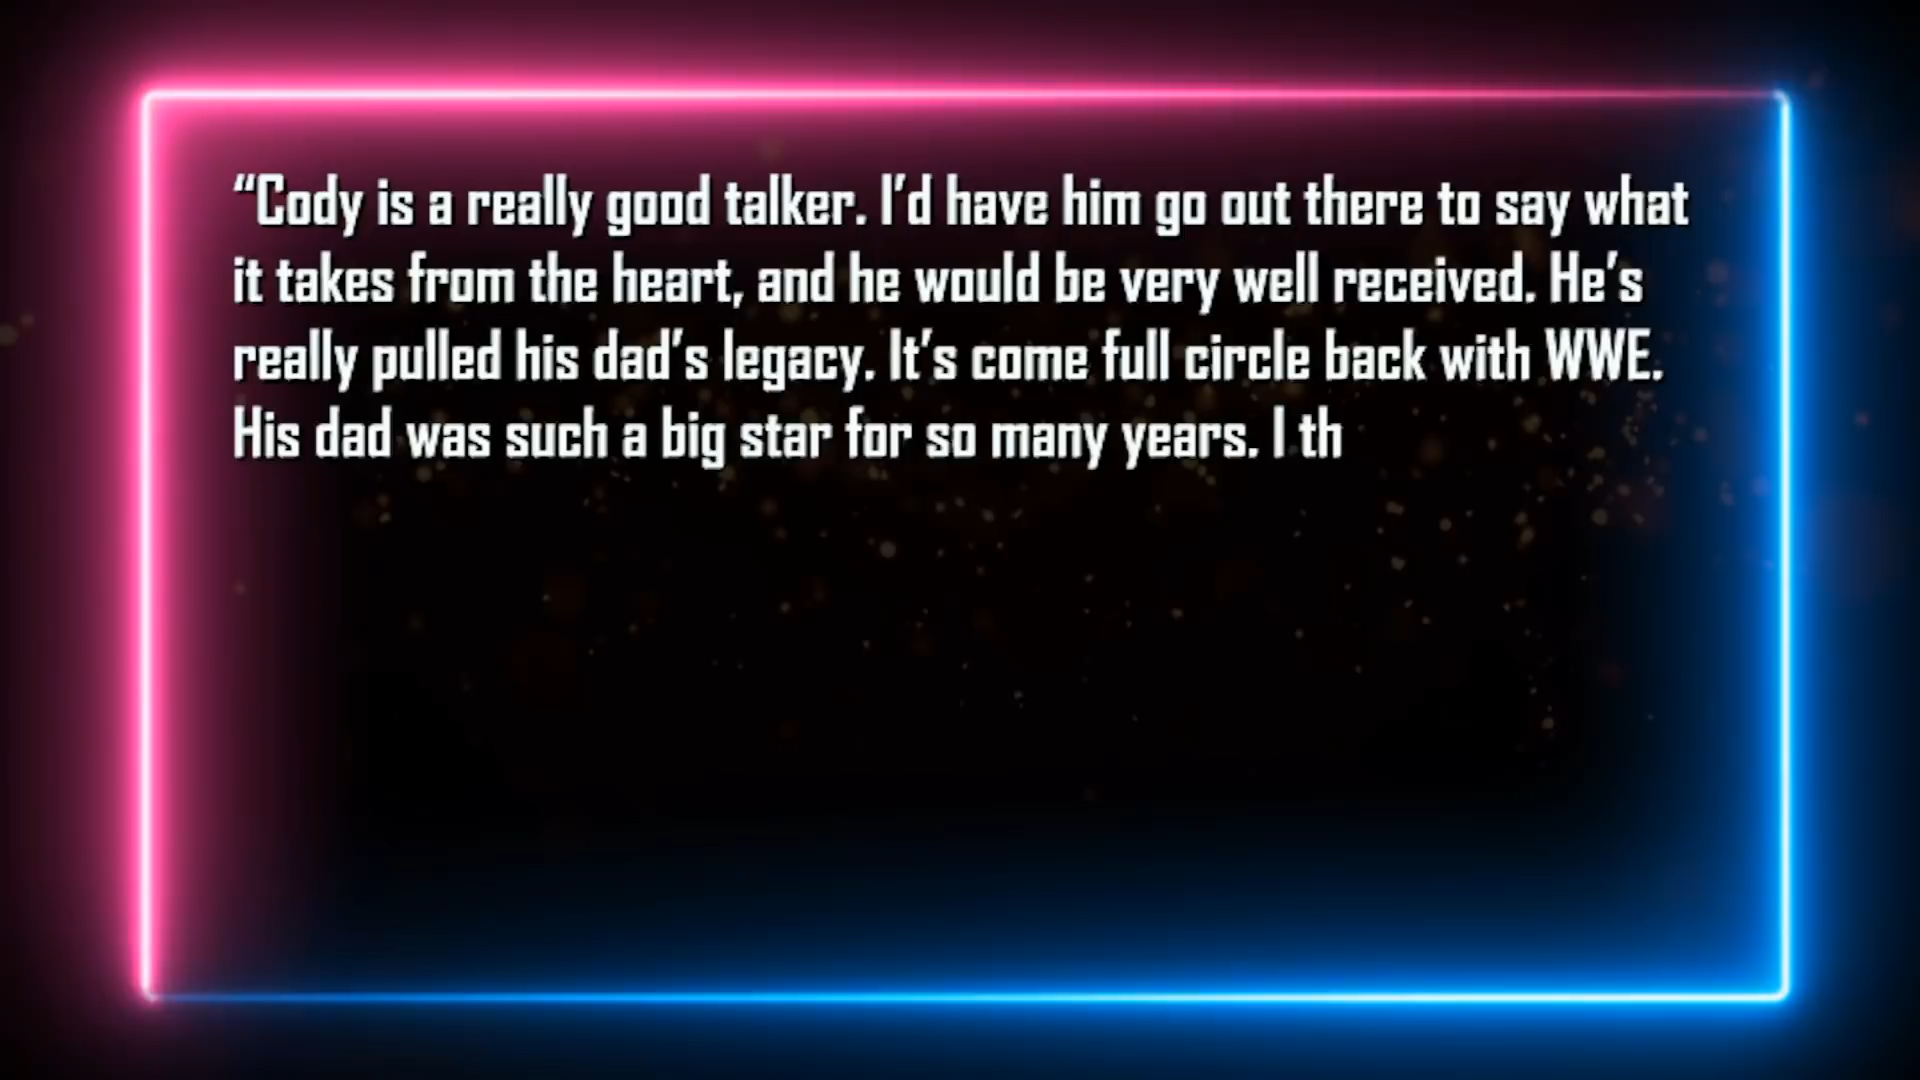 “Cody is a really good talker. I’d have him go out there to say what
it takes from the heart, and he would be very well received. He’s
really pulled his dad’s legacy. It’s come full circle back with WWE.
His dad was such a big star for so many years. I th